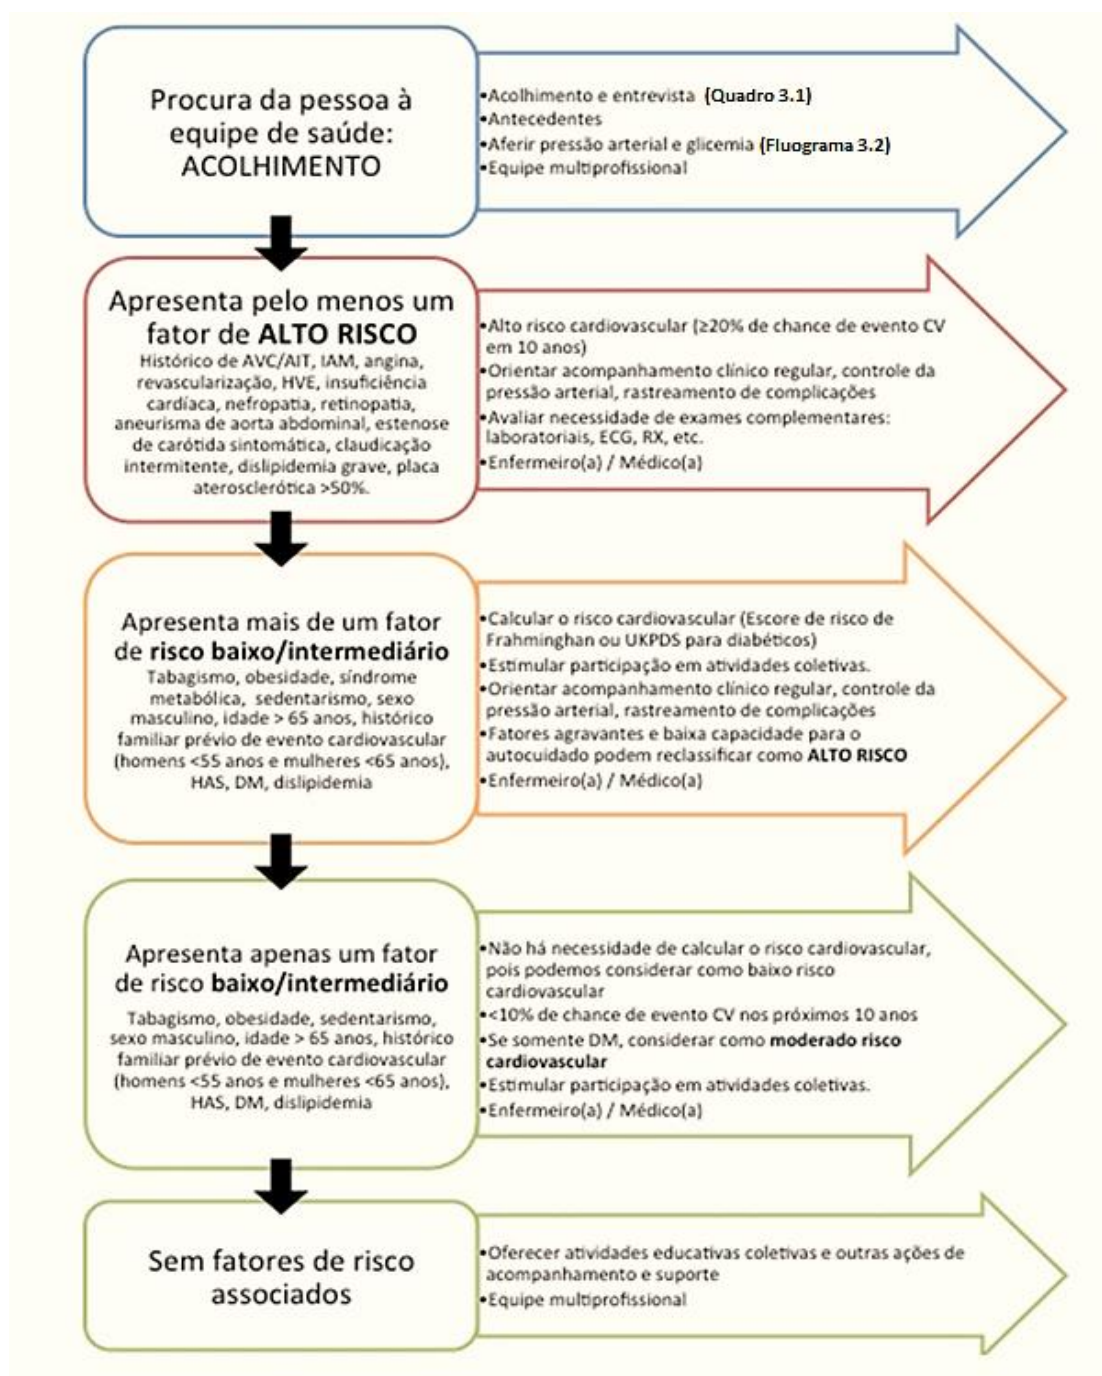 Procura da pessoa à
equipe de saúde:
ACOLHIMENTO
•Acolhimento e entrevista (Quadro 3.1)
•Antecedentes
•Aferir pressão arterial e glicemia (Fluograma 3.2)
•Equipe multiprofissional
Apresenta pelo menos um
fator de ALTO RISCO
Histórico de AVC/AIT, IAM, angina,
revascularização, HVE, insuficiência
cardíaca, nefropatia, retinopatia,
aneurisma de aorta abdominal, estenose
de carótida sintomática, claudicação
intermitente, dislipidemia grave, placa
aterosclerótica >50%.
•Alto risco cardiovascular (≥20% de chance de evento CV
em 10 anos)
•Orientar acompanhamento clínico regular, controle da
pressão arterial, rastreamento de complicações
•Avaliar necessidade de exames complementares:
laboratoriais, ECG, RX, etc.
•Enfermeiro(a) / Médico(a)
Apresenta mais de um fator
de risco baixo/intermediário
Tabagismo, obesidade, síndrome
metabólica, sedentarismo, sexo
masculino, idade > 65 anos, histórico
familiar prévio de evento cardiovascular
(homens <55 anos e mulheres <65 anos),
HAS, DM, dislipidemia
•Calcular o risco cardiovascular (Escore de risco de
Frahminghan ou UKPDS para diabéticos)
•Estimular participação em atividades coletivas.
•Orientar acompanhamento clínico regular, controle da
pressão arterial, rastreamento de complicações
•Fatores agravantes e baixa capacidade para o
autocuidado podem reclassificar como ALTO RISCO
•Enfermeiro(a) / Médico(a)
Apresenta apenas um fator
de risco baixo/intermediário
Tabagismo, obesidade, sedentarismo,
sexo masculino, idade > 65 anos, histórico
familiar prévio de evento cardiovascular
(homens <55 anos e mulheres <65 anos),
HAS, DM, dislipidemia
•Não há necessidade de calcular o risco cardiovascular,
pois podemos considerar como baixo risco
cardiovascular
•<10% de chance de evento CV nos próximos 10 anos
•Se somente DM, considerar como moderado risco
cardiovascular
•Estimular participação em atividades coletivas.
•Enfermeiro(a) / Médico(a)
Sem fatores de risco
associados
•Oferecer atividades educativas coletivas e outras ações de
acompanhamento e suporte
•Equipe multiprofissional